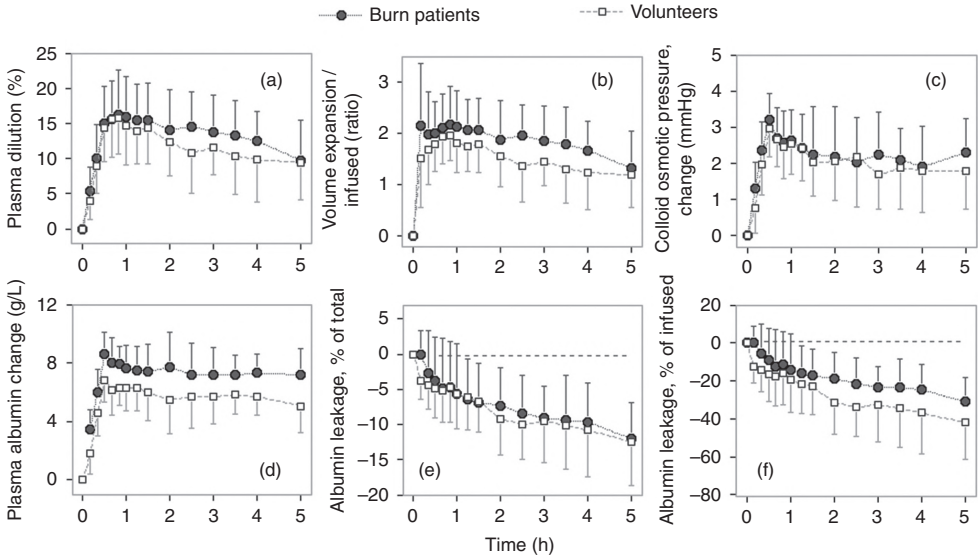 Burn patients
Volunteers
Plasma dilution (%)
25
20
15
10
5
0
(a)
0 1 2 3 4 5
Volume expansion /
infused (ratio)
3
2
1
0
(b)
0 1 2 3 4 5
Colloid osmotic pressure,
change (mmHg)
5
4
3
2
1
0
(c)
0 1 2 3 4 5
Plasma albumin change (g/L)
12
8
4
0
(d)
0 1 2 3 4 5
Albumin leakage, % of total
5
0
−5
−10
−15
−20
(e)
0 1 2 3 4 5
Albumin leakage, % of infused
20
0
−20
−40
−60
−80
(f)
0 1 2 3 4 5
Time (h)